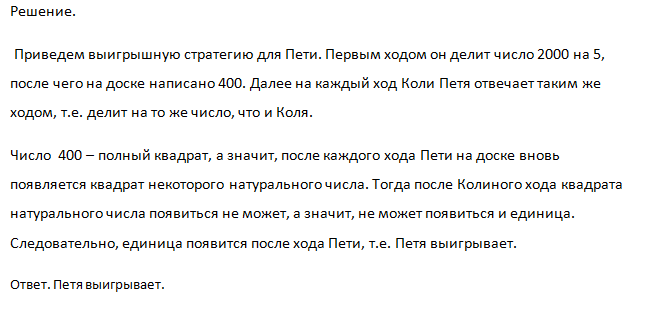 Решение.
Приведем выигрышную стратегию для Пети. Первым ходом он делит число 2000 на 5,
после чего на доске написано 400. Далее на каждый ход Коли Петя отвечает таким же
ходом, т.е. делит на то же число, что и Коля.
Число 400 – полный квадрат, а значит, после каждого хода Пети на доске вновь
появляется квадрат некоторого натурального числа. Тогда после Колиного хода квадрата
натурального числа появиться не может, а значит, не может появиться и единица.
Следовательно, единица появится после хода Пети, т.е. Петя выигрывает.
Ответ. Петя выигрывает.